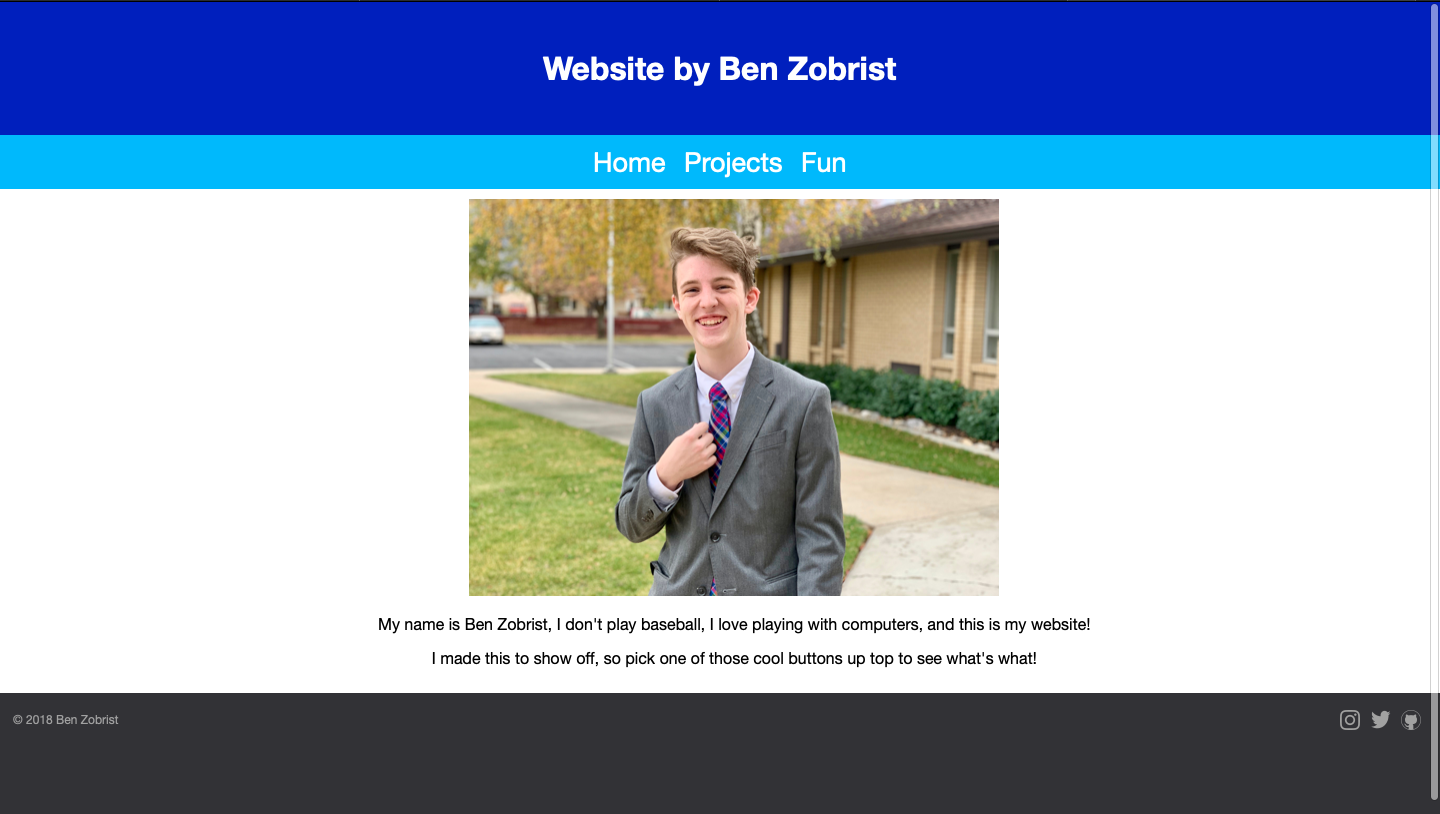 Website by Ben Zobrist
Home Projects Fun
My name is Ben Zobrist, I don't play baseball, I love playing with computers, and this is my website!
I made this to show off, so pick one of those cool buttons up top to see what's what!
© 2018 Ben Zobrist